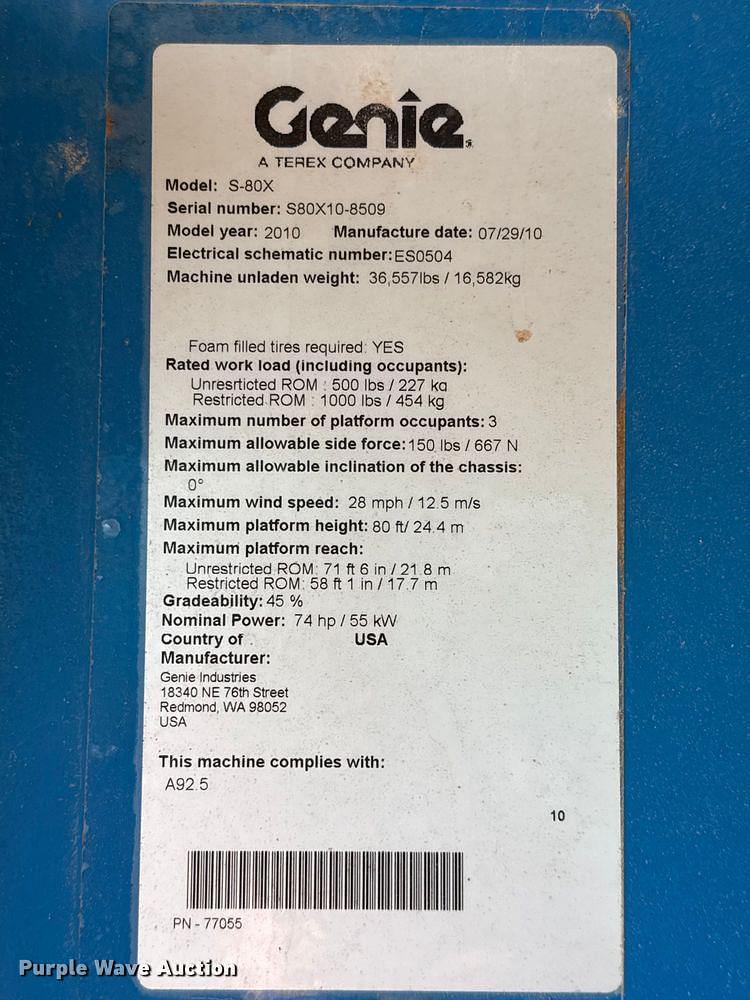 Genie
A TEREX COMPANY
Model: S-80X
Serial number: S80X10-8509
Model year: 2010 Manufacture date: 07/29/10
Electrical schematic number: ES0504
Machine unladen weight: 36,557lbs / 16,582kg
Foam filled tires required: YES
Rated work load (including occupants):
Unresrticted ROM : 500 lbs / 227 kg
Restricted ROM : 1000 lbs / 454 kg
Maximum number of platform occupants: 3
Maximum allowable side force: 150 lbs / 667 N
Maximum allowable inclination of the chassis:
0°
Maximum wind speed: 28 mph / 12.5 m/s
Maximum platform height: 80 ft/ 24.4 m
Maximum platform reach:
Unrestricted ROM: 71 ft 6 in / 21.8 m
Restricted ROM: 58 ft 1 in / 17.7 m
Gradeability: 45 %
Nominal Power: 74 hp / 55 kW
Country of USA
Manufacturer:
Genie Industries
18340 NE 76th Street
Redmond, WA 98052
USA
This machine complies with:
A92.5
10
PN - 77055
Purple Wave Auction